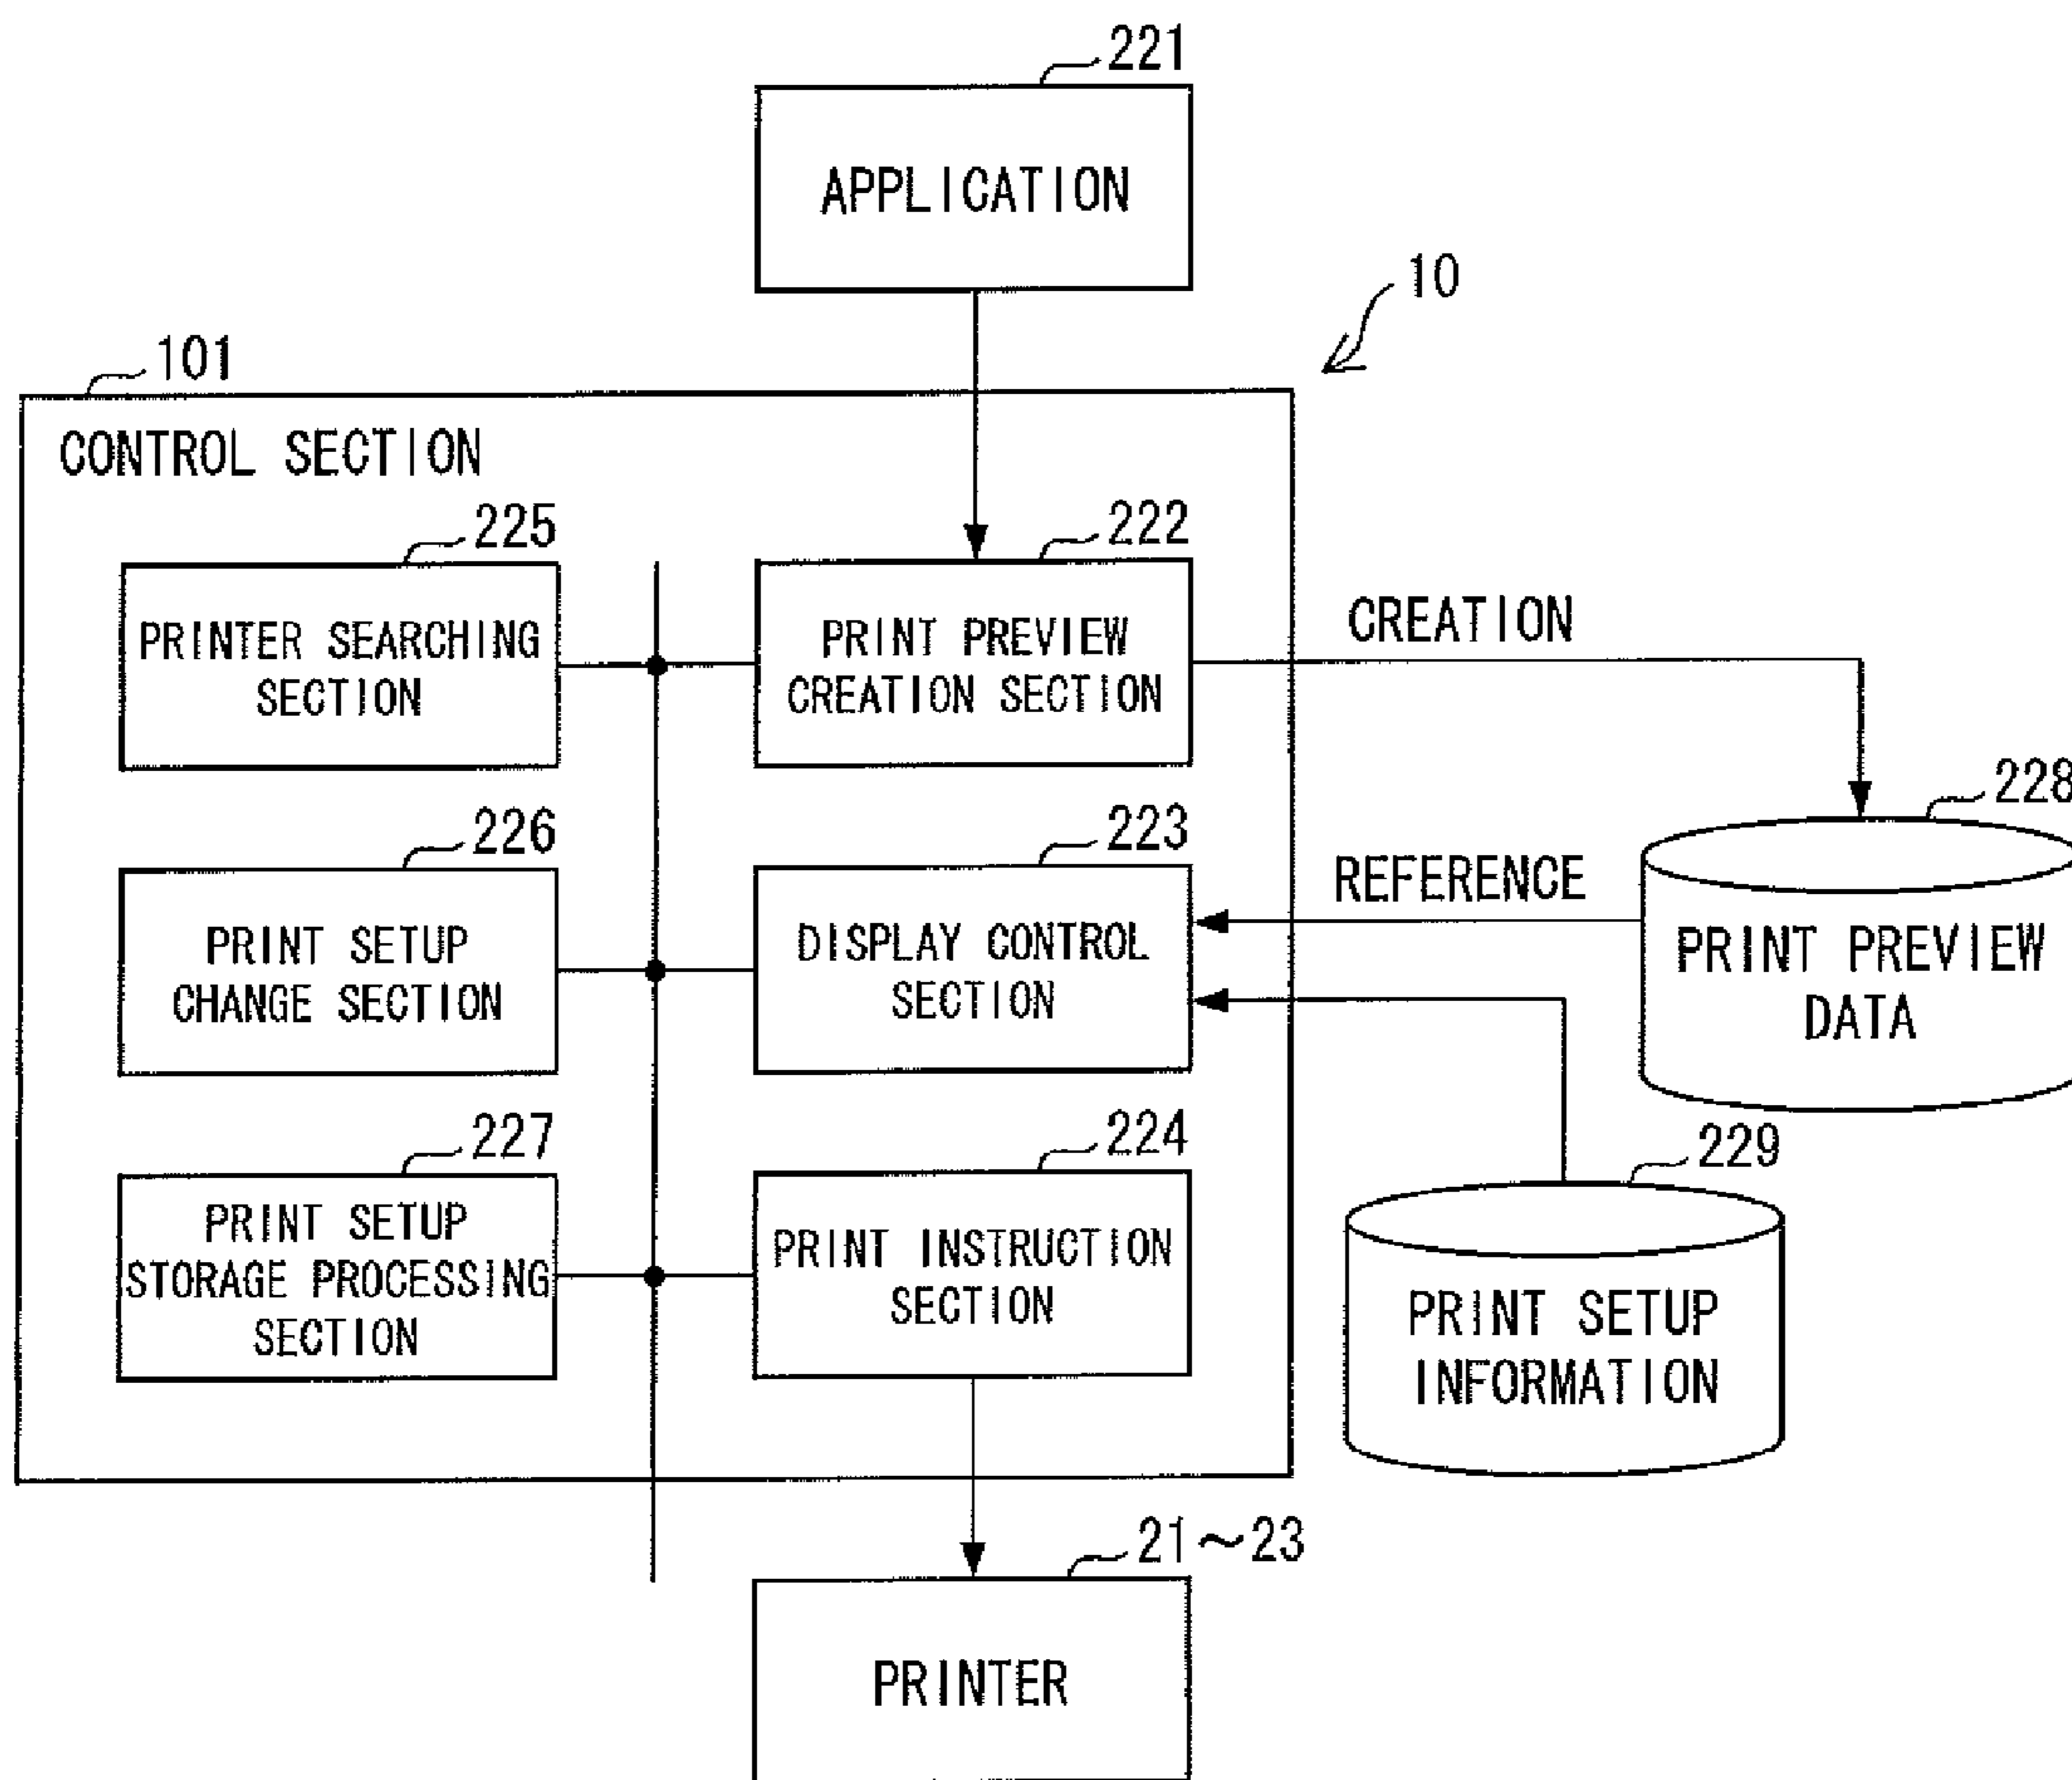 221
APPLICATION
10
101
CONTROL SECTION
225
PRINTER SEARCHING
SECTION
222
PRINT PREVIEW
CREATION SECTION
CREATION
228
PRINT PREVIEW
DATA
226
PRINT SETUP
CHANGE SECTION
223
DISPLAY CONTROL
SECTION
REFERENCE
227
PRINT SETUP
STORAGE PROCESSING
SECTION
224
PRINT INSTRUCTION
SECTION
229
PRINT SETUP
INFORMATION
21~23
PRINTER